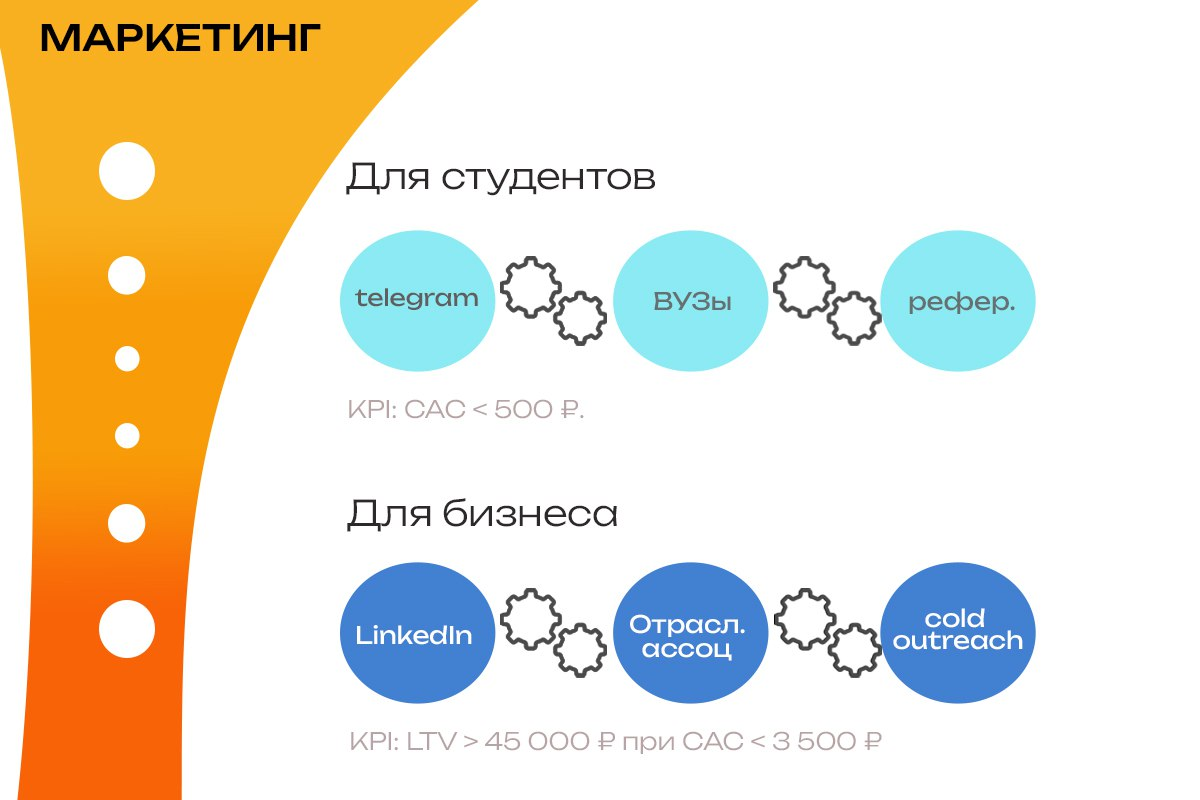 МАРКЕТИНГ
Для студентов
telegram
ВУЗы
рефер.
KPI: CAC < 500 ₽.
Для бизнеса
LinkedIn
Отрасл.
ассоц
cold
outreach
KPI: LTV > 45 000 ₽ при CAC < 3 500 ₽